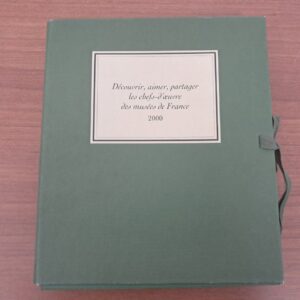 Découvrir, aimer, partager
les chefs-d'œuvre
des musées de France
2000